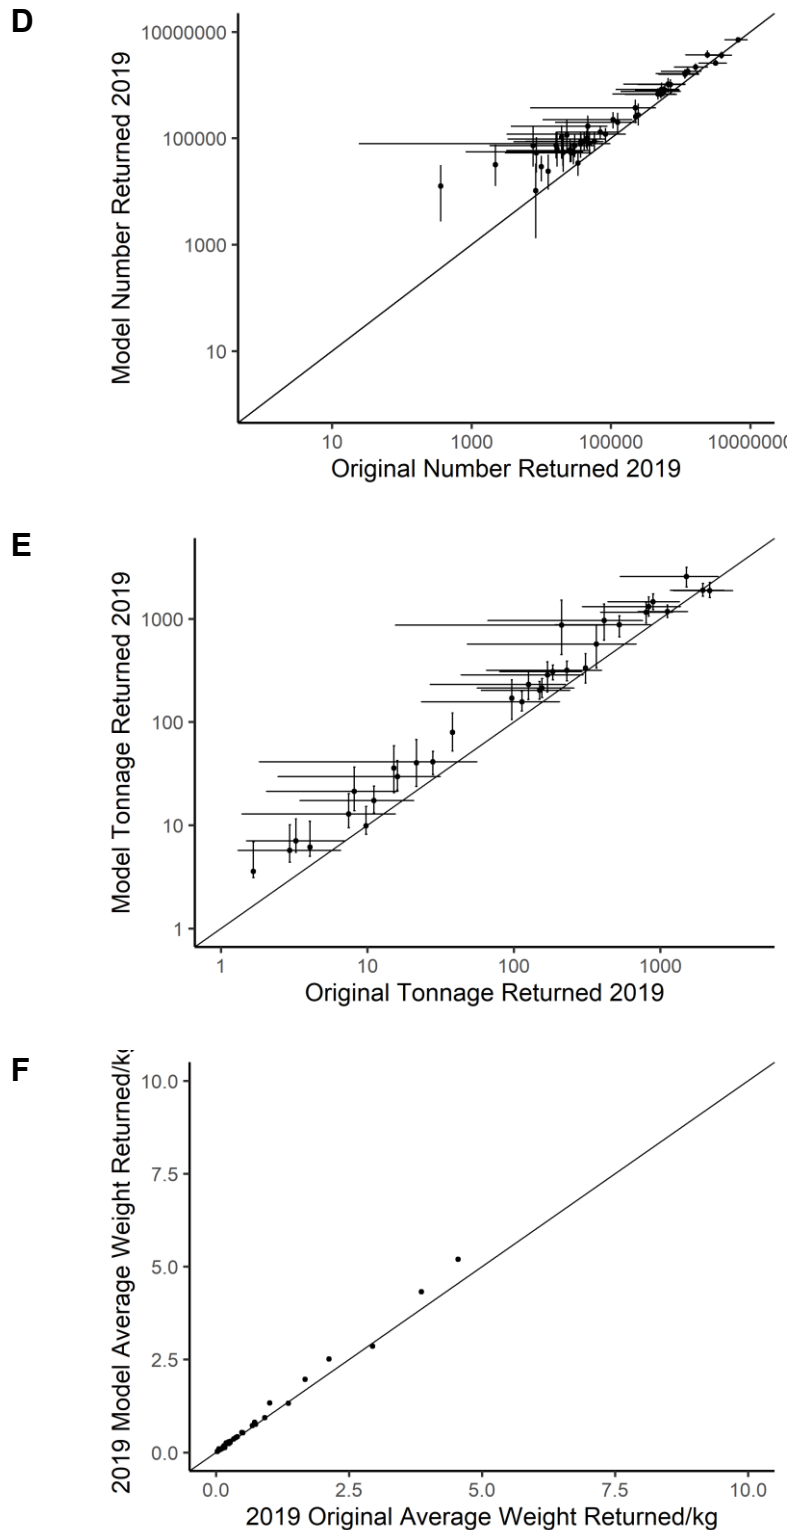 D
Model Number Returned 2019
10000000
100000
1000
10
10
1000
100000
10000000
Original Number Returned 2019
E
Model Tonnage Returned 2019
1000
100
10
1
1
10
100
1000
Original Tonnage Returned 2019
F
2019 Model Average Weight Returned/kg
10.0
7.5
5.0
2.5
0.0
0.0
2.5
5.0
7.5
10.0
2019 Original Average Weight Returned/kg